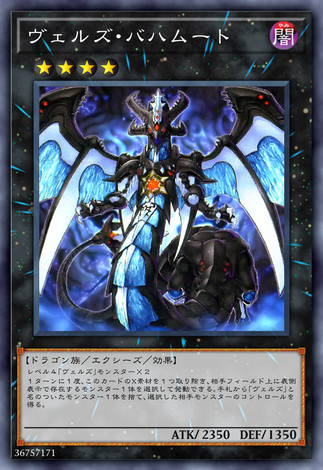 ヴェルズ・バハムート
やみ
闇
【ドラゴン族／エクシーズ／効果】
レベル4「ヴェルズ」モンスター×2
1ターンに1度、このカードのX素材を1つ取り除き、相手フィールド上に表側
表示で存在するモンスター1体を選択して発動できる。手札から「ヴェルズ」と
名のついたモンスター1体を捨て、選択した相手モンスターのコントロールを
得る。
ATK/ 2350 DEF/ 1350
36757171